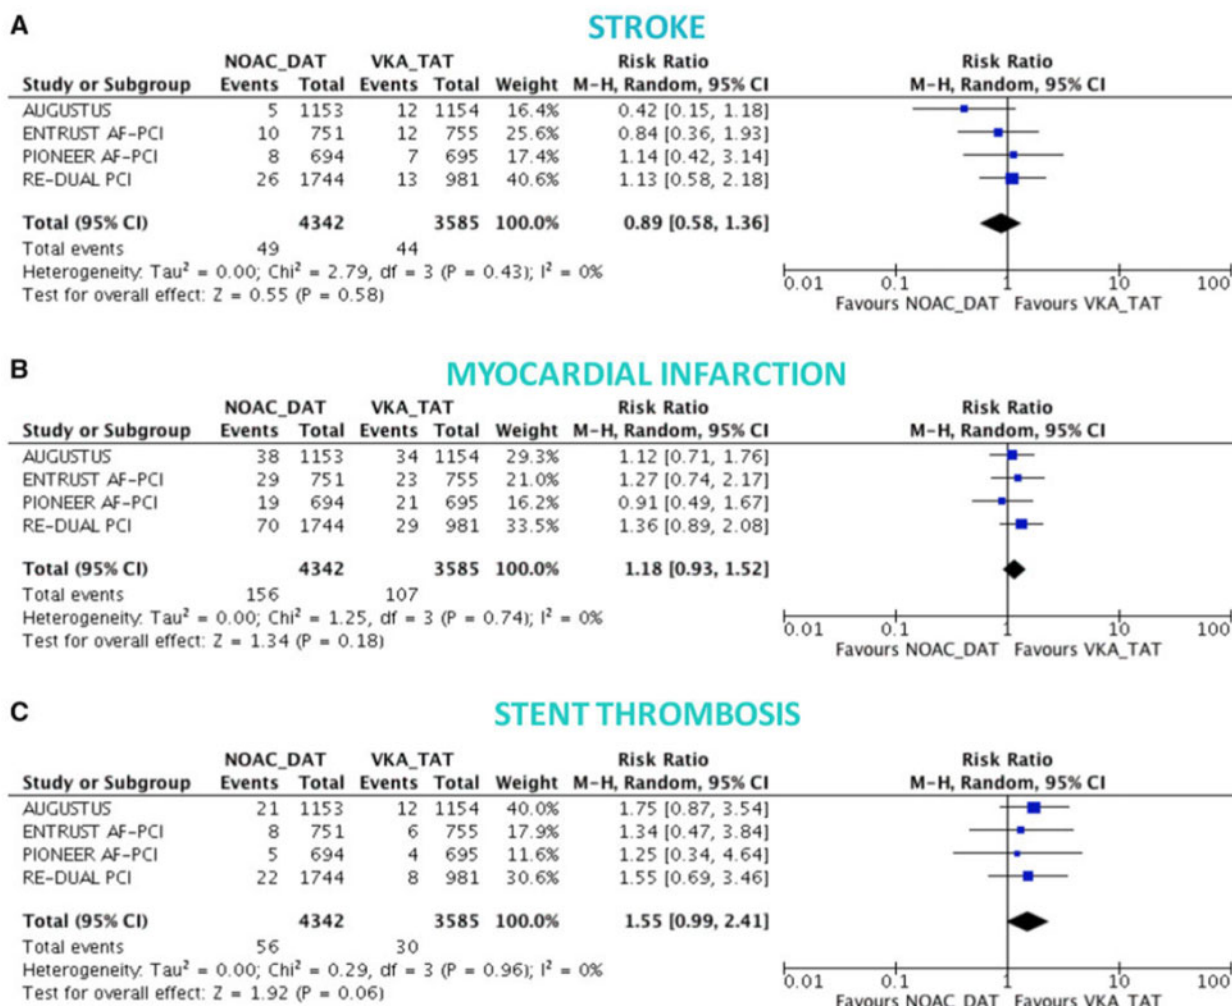 A
STROKE
NOAC_DAT VKA_TAT Risk Ratio Risk Ratio
Study or Subgroup Events Total Events Total Weight M-H, Random, 95% CI M-H, Random, 95% CI
AUGUSTUS 5 1153 12 1154 16.4% 0.42 [0.15, 1.18]
ENTRUST AF-PCI 10 751 12 755 25.6% 0.84 [0.36, 1.93]
PIONEER AF-PCI 8 694 7 695 17.4% 1.14 [0.42, 3.14]
RE-DUAL PCI 26 1744 13 981 40.6% 1.13 [0.58, 2.18]
Total (95% CI) 4342 3585 100.0% 0.89 [0.58, 1.36]
Total events 49 44
Heterogeneity: Tau² = 0.00; Chi² = 2.79, df = 3 (P = 0.43); I² = 0%
Test for overall effect: Z = 0.55 (P = 0.58)
0.01 0.1 1 10 100
Favours NOAC_DAT Favours VKA_TAT
B
MYOCARDIAL INFARCTION
NOAC_DAT VKA_TAT Risk Ratio Risk Ratio
Study or Subgroup Events Total Events Total Weight M-H, Random, 95% CI M-H, Random, 95% CI
AUGUSTUS 38 1153 34 1154 29.3% 1.12 [0.71, 1.76]
ENTRUST AF-PCI 29 751 23 755 21.0% 1.27 [0.74, 2.17]
PIONEER AF-PCI 19 694 21 695 16.2% 0.91 [0.49, 1.67]
RE-DUAL PCI 70 1744 29 981 33.5% 1.36 [0.89, 2.08]
Total (95% CI) 4342 3585 100.0% 1.18 [0.93, 1.52]
Total events 156 107
Heterogeneity: Tau² = 0.00; Chi² = 1.25, df = 3 (P = 0.74); I² = 0%
Test for overall effect: Z = 1.34 (P = 0.18)
0.01 0.1 1 10 100
Favours NOAC_DAT Favours VKA_TAT
C
STENT THROMBOSIS
NOAC_DAT VKA_TAT Risk Ratio Risk Ratio
Study or Subgroup Events Total Events Total Weight M-H, Random, 95% CI M-H, Random, 95% CI
AUGUSTUS 21 1153 12 1154 40.0% 1.75 [0.87, 3.54]
ENTRUST AF-PCI 8 751 6 755 17.9% 1.34 [0.47, 3.84]
PIONEER AF-PCI 5 694 4 695 11.6% 1.25 [0.34, 4.64]
RE-DUAL PCI 22 1744 8 981 30.6% 1.55 [0.69, 3.46]
Total (95% CI) 4342 3585 100.0% 1.55 [0.99, 2.41]
Total events 56 30
Heterogeneity: Tau² = 0.00; Chi² = 0.29, df = 3 (P = 0.96); I² = 0%
Test for overall effect: Z = 1.92 (P = 0.06)
0.01 0.1 1 10 100
Favours NOAC_DAT Favours VKA_TAT